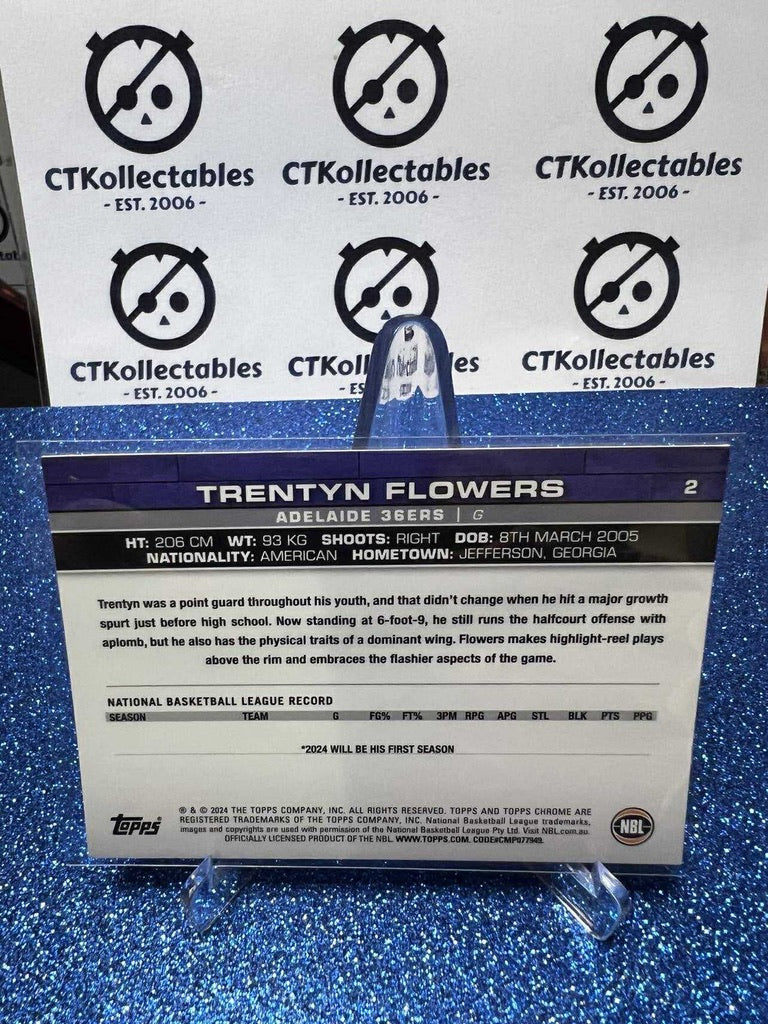 CTKollectables CTKollectables CTKollectables
- EST. 2006 - - EST. 2006 - - EST. 2006 -
CTKollectables CTKoll les CTKollectables
- EST. 2006 - - ES - EST. 2006 -
TRENTYN FLOWERS 2
ADELAIDE 36ERS | G
HT: 206 CM WT: 93 KG SHOOTS: RIGHT DOB: 8TH MARCH 2005
NATIONALITY: AMERICAN HOMETOWN: JEFFERSON, GEORGIA
Trentyn was a point guard throughout his youth, and that didn't change when he hit a major growth
spurt just before high school. Now standing at 6-foot-9, he still runs the halfcourt offense with
aplomb, but he also has the physical traits of a dominant wing. Flowers makes highlight-reel plays
above the rim and embraces the flashier aspects of the game.
NATIONAL BASKETBALL LEAGUE RECORD
SEASON TEAM G FG% FT% 3PM RPG APG STL BLK PTS PPG
*2024 WILL BE HIS FIRST SEASON
® & © 2024 THE TOPPS COMPANY, INC. ALL RIGHTS RESERVED. TOPPS AND TOPPS CHROME ARE
REGISTERED TRADEMARKS OF THE TOPPS COMPANY, INC. National Basketball League trademarks,
images and copyrights are used with permission of the National Basketball League Pty Ltd. Visit NBL.com.au.
OFFICIALLY LICENSED PRODUCT OF THE NBL. WWW.TOPPS.COM. CODE#CMP077949.
Topps
NBL